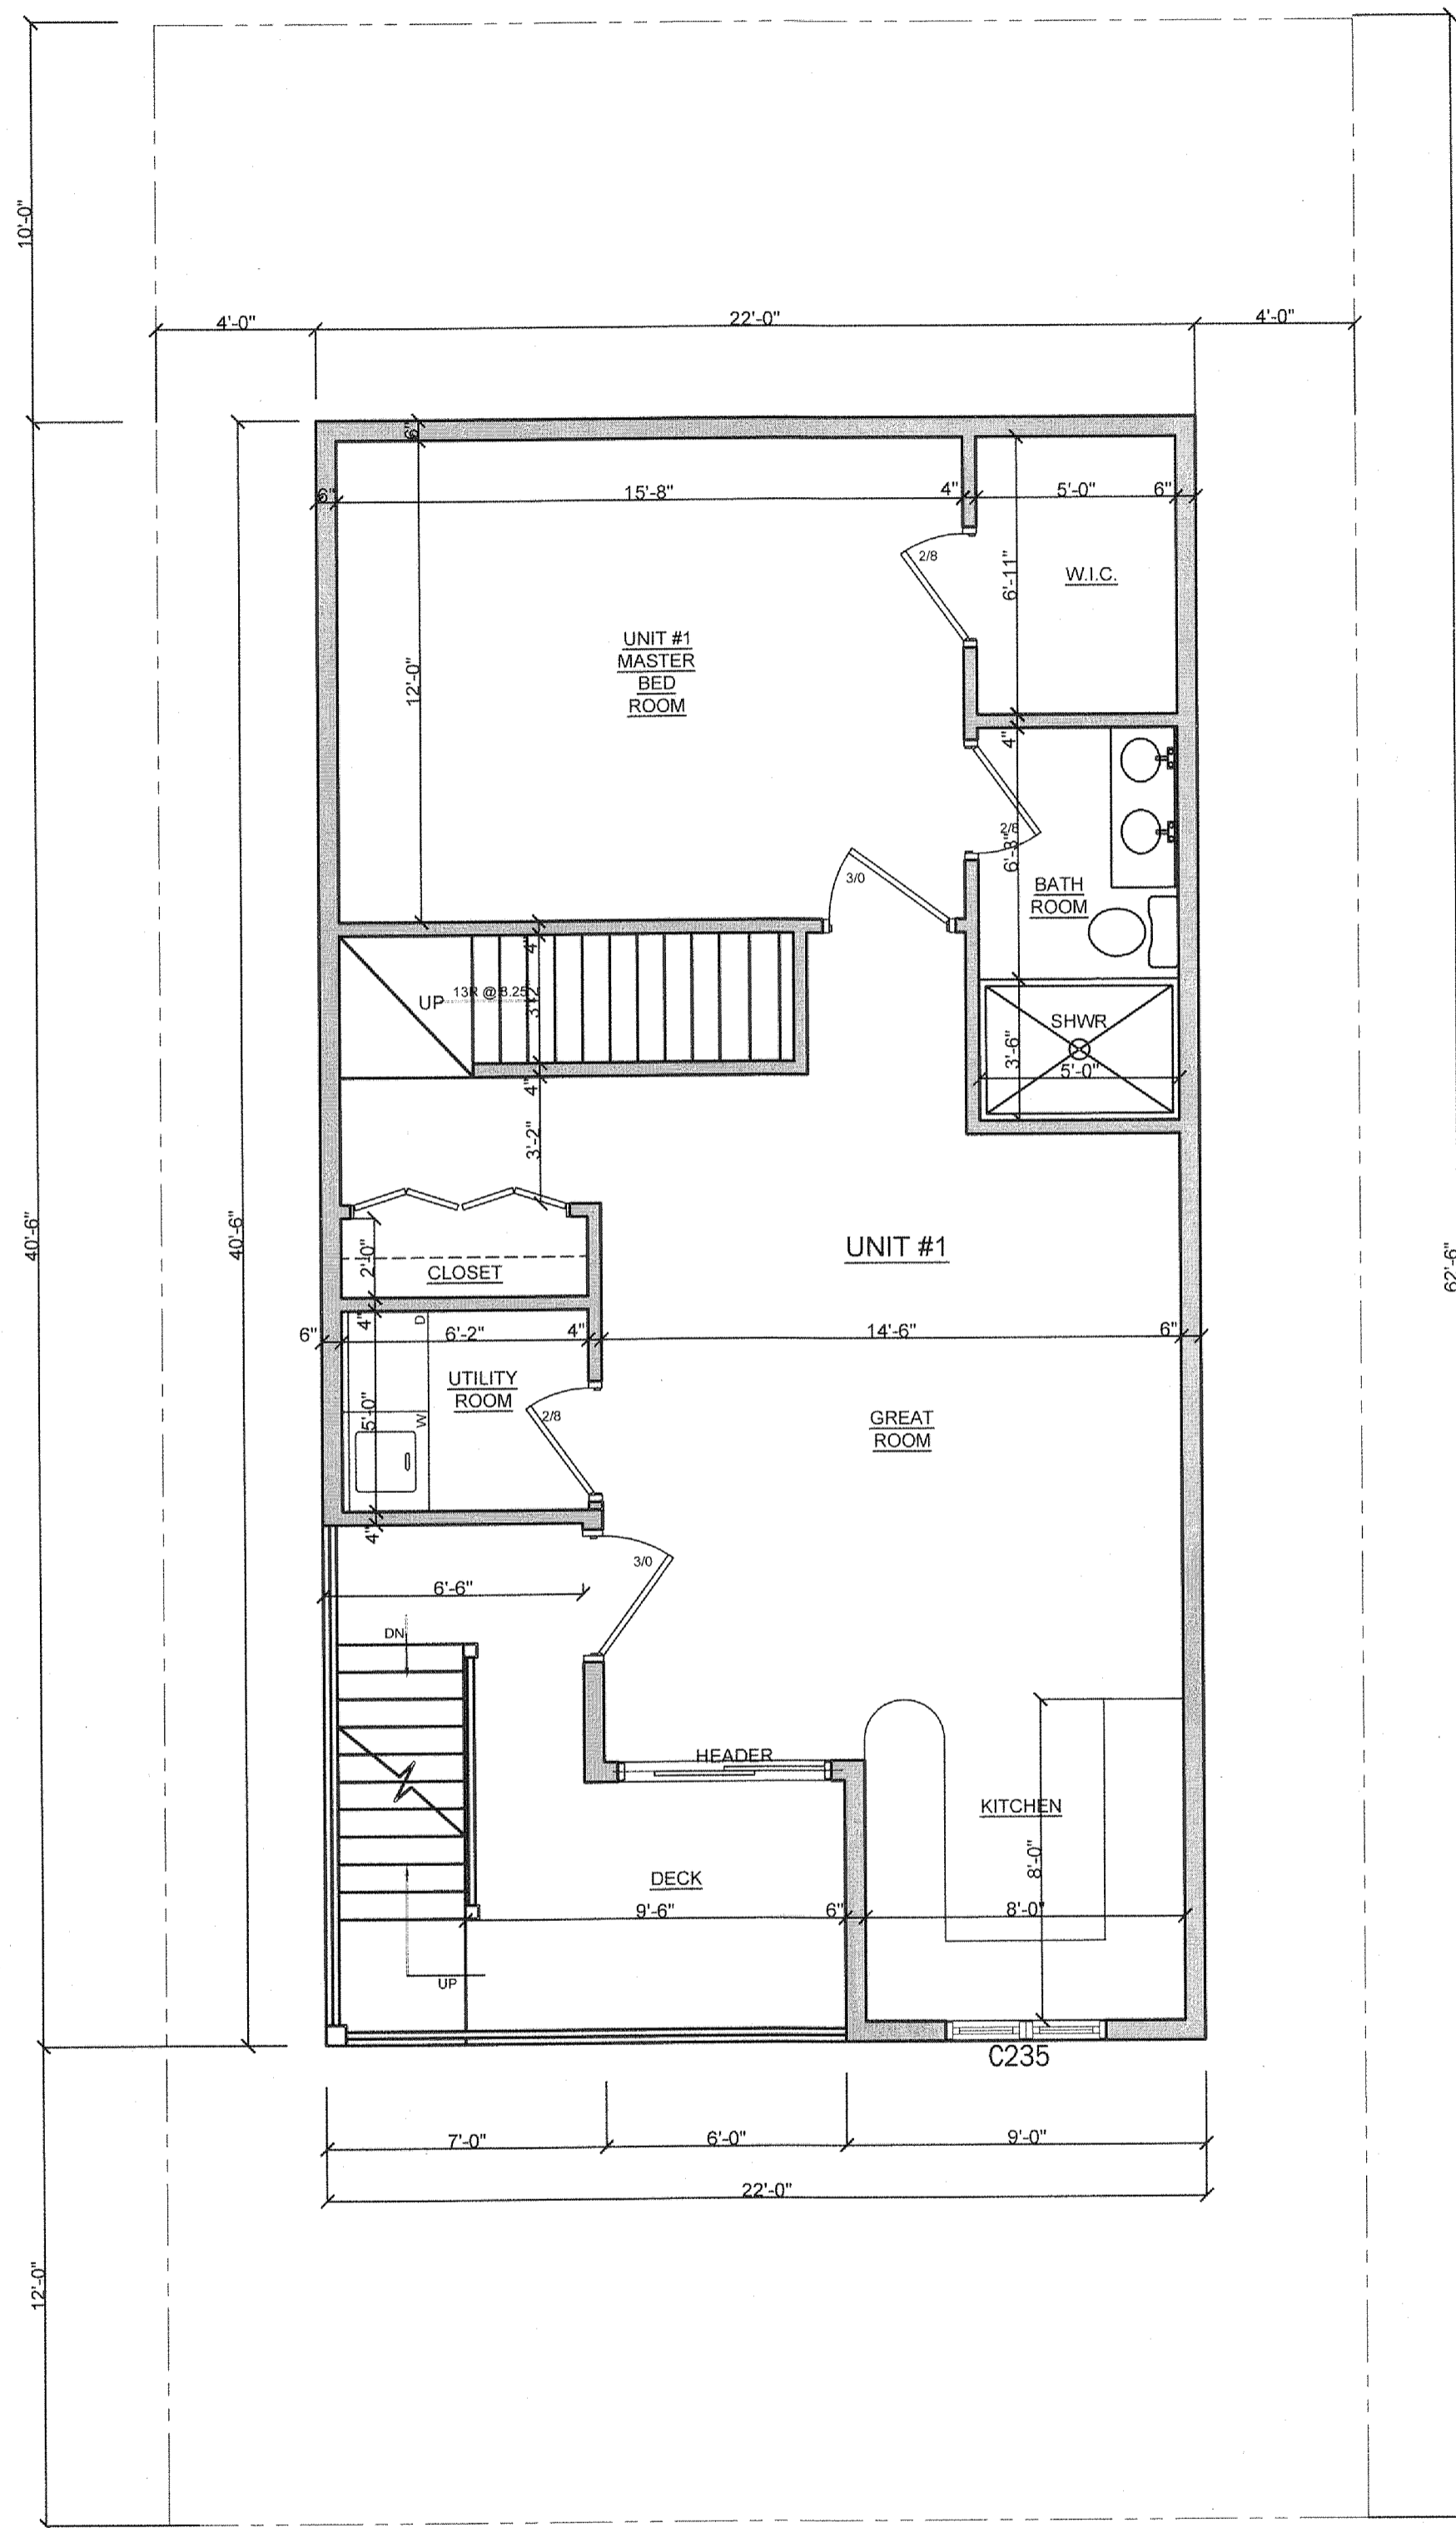 10'-0"
4'-0"
22'-0"
4'-0"
6"
6"
15'-8"
4"
5'-0"
6"
2/8
6'-11"
W.I.C.
UNIT #1
MASTER
BED
ROOM
12'-0"
4"
2/8
6'-3"
3/0
BATH
ROOM
4"
UP
13R @ 8.25
3'-2"
SHWR
3'-6"
5'-0"
4"
3'-2"
40'-6"
40'-6"
62'-6"
2'-0"
CLOSET
UNIT #1
6"
4"
6'-2"
D
4"
14'-6"
6"
UTILITY
ROOM
5'-0"
W
2/8
GREAT
ROOM
4"
3/0
6'-6"
DN
HEADER
KITCHEN
8'-0"
DECK
9'-6"
6"
8'-0"
UP
C235
7'-0"
6'-0"
9'-0"
22'-0"
12'-0"